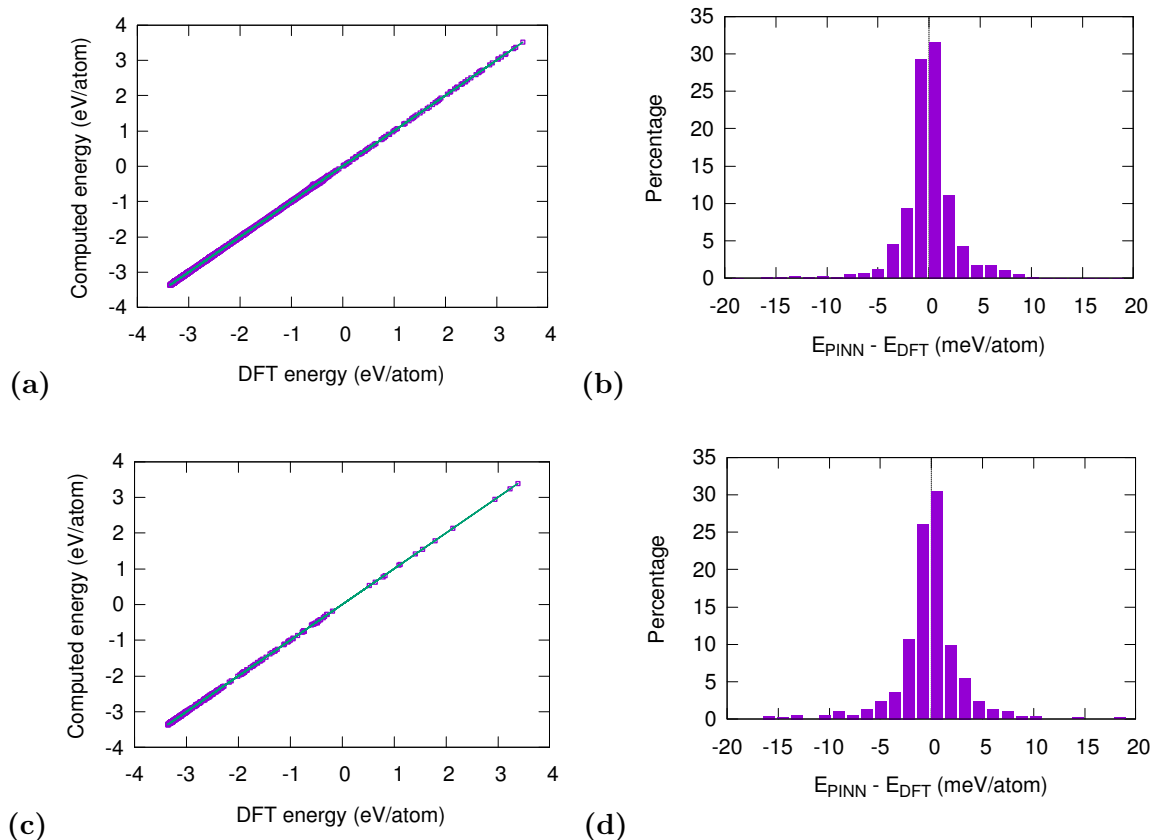 4
3
2
1
0
-1
-2
-3
-4
Computed energy (eV/atom)
-4 -3 -2 -1 0 1 2 3 4
DFT energy (eV/atom)
(a)
35
30
25
20
15
10
5
0
Percentage
-20 -15 -10 -5 0 5 10 15 20
E_PINN - E_DFT (meV/atom)
(b)
4
3
2
1
0
-1
-2
-3
-4
Computed energy (eV/atom)
-4 -3 -2 -1 0 1 2 3 4
DFT energy (eV/atom)
(c)
35
30
25
20
15
10
5
0
Percentage
-20 -15 -10 -5 0 5 10 15 20
E_PINN - E_DFT (meV/atom)
(d)